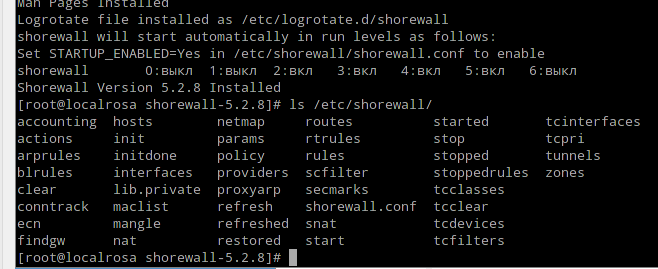 Man Pages Installed
Logrotate file installed as /etc/logrotate.d/shorewall
shorewall will start automatically in run levels as follows:
Set STARTUP_ENABLED=Yes in /etc/shorewall/shorewall.conf to enable
shorewall 0:выкл 1:выкл 2:вкл 3:вкл 4:вкл 5:вкл 6:выкл
Shorewall Version 5.2.8 Installed
[root@localrosa shorewall-5.2.8]# ls /etc/shorewall/
accounting hosts netmap routes started tcinterfaces
actions init params rtrules stop tcpri
arprules initdone policy rules stopped tunnels
blrules interfaces providers scfilter stoppedrules zones
clear lib.private proxyarp secmarks tcclasses
conntrack maclist refresh shorewall.conf tcclear
ecn mangle refreshed snat tcdevices
findgw nat restored start tcfilters
[root@localrosa shorewall-5.2.8]#